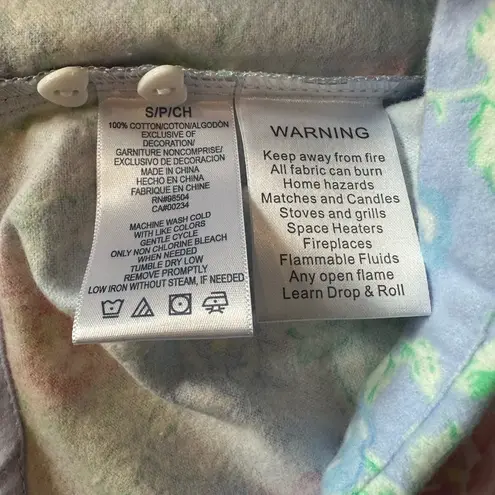 S/P/CH
100% COTTON/COTON/ALGODÓN
EXCLUSIVE OF
DECORATION/
GARNITURE NONCOMPRISE/
EXCLUSIVO DE DECORACION
MADE IN CHINA
HECHO EN CHINA
FABRIQUE EN CHINE
RN#98504
CA#00234
MACHINE WASH COLD
WITH LIKE COLORS
GENTLE CYCLE
ONLY NON CHLORINE BLEACH
WHEN NEEDED
TUMBLE DRY LOW
REMOVE PROMPTLY
LOW IRON WITHOUT STEAM, IF NEEDED
WARNING
Keep away from fire
All fabric can burn
Home hazards
Matches and Candles
Stoves and grills
Space Heaters
Fireplaces
Flammable Fluids
Any open flame
Learn Drop & Roll